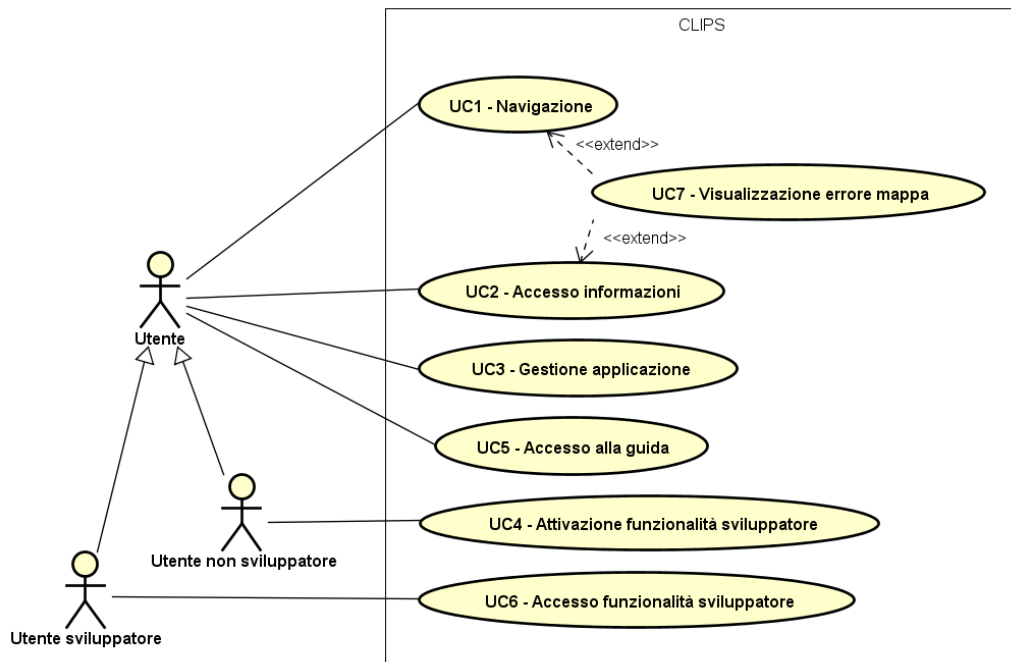 CLIPS
UC1 - Navigazione
<<extend>>
UC7 - Visualizzazione errore mappa
<<extend>>
UC2 - Accesso informazioni
Utente
UC3 - Gestione applicazione
UC5 - Accesso alla guida
UC4 - Attivazione funzionalità sviluppatore
Utente non sviluppatore
UC6 - Accesso funzionalità sviluppatore
Utente sviluppatore